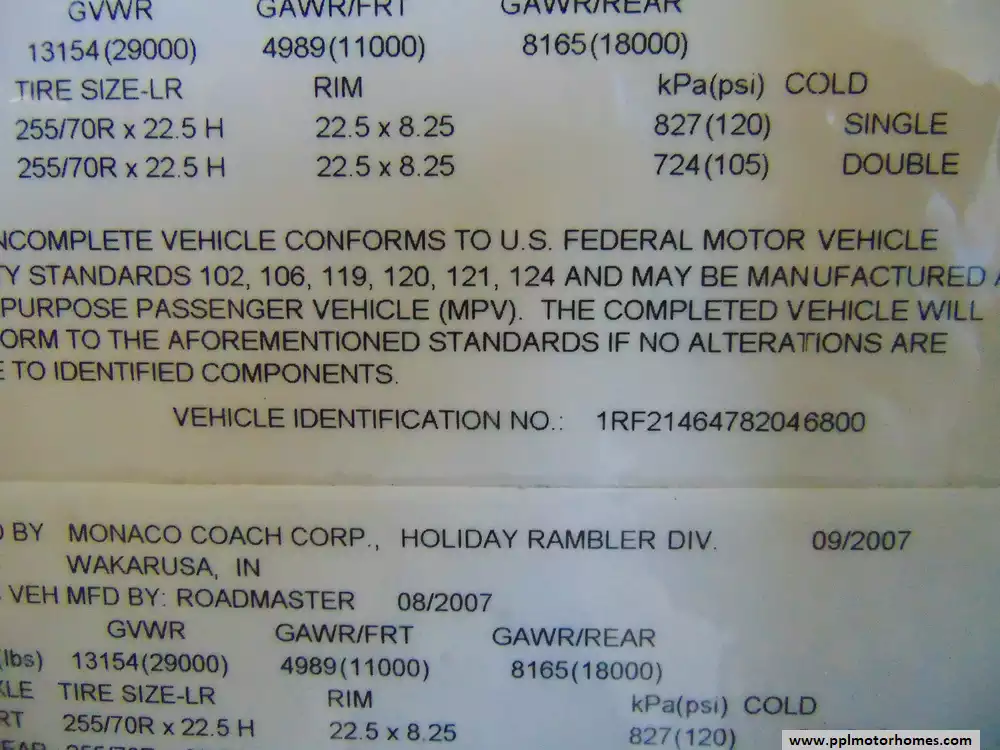 GVWR GAWR/FRT GAWR/REAR
13154(29000) 4989(11000) 8165(18000)
TIRE SIZE-LR RIM kPa(psi) COLD
255/70R x 22.5 H 22.5 x 8.25 827(120) SINGLE
255/70R x 22.5 H 22.5 x 8.25 724(105) DOUBLE
NCOMPLETE VEHICLE CONFORMS TO U.S. FEDERAL MOTOR VEHICLE
TY STANDARDS 102, 106, 119, 120, 121, 124 AND MAY BE MANUFACTURED A
PURPOSE PASSENGER VEHICLE (MPV). THE COMPLETED VEHICLE WILL
ORM TO THE AFOREMENTIONED STANDARDS IF NO ALTERATIONS ARE
E TO IDENTIFIED COMPONENTS.
VEHICLE IDENTIFICATION NO.: 1RF21464782046800
D BY MONACO COACH CORP., HOLIDAY RAMBLER DIV. 09/2007
WAKARUSA, IN
VEH MFD BY: ROADMASTER 08/2007
GVWR GAWR/FRT GAWR/REAR
(lbs) 13154(29000) 4989(11000) 8165(18000)
KLE TIRE SIZE-LR RIM kPa(psi) COLD
RT 255/70R x 22.5 H 22.5 x 8.25 827(120)
www.pplmotorhomes.com